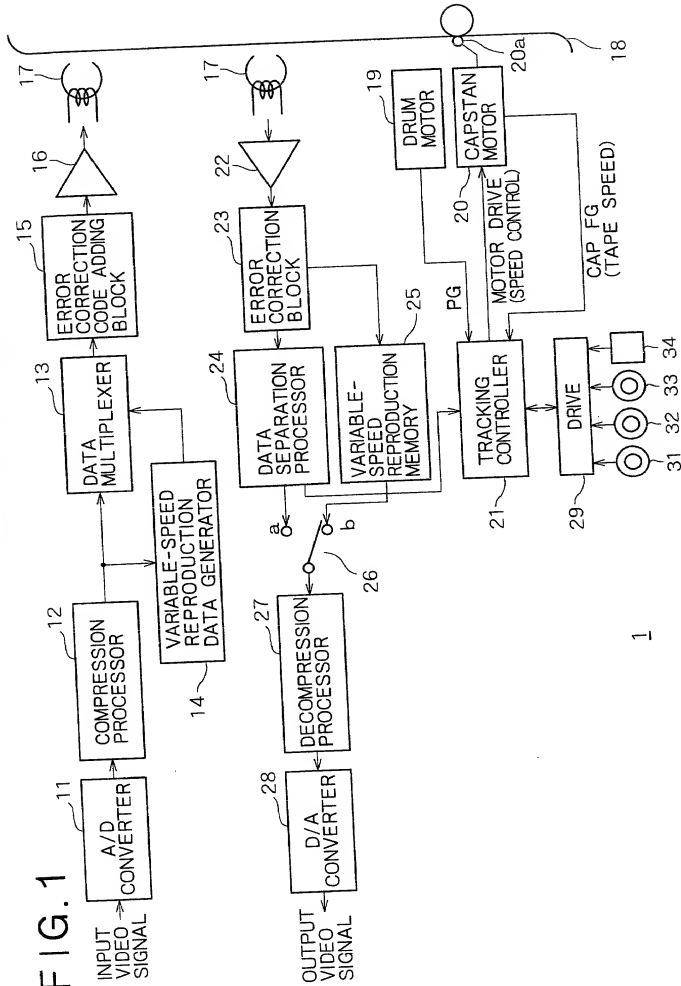 FIG. 1
INPUT
VIDEO
SIGNAL
11
A/D
CONVERTER
12
COMPRESSION
PROCESSOR
13
DATA
MULTIPLEXER
14
VARIABLE-SPEED
REPRODUCTION
DATA GENERATOR
15
ERROR
CORRECTION
CODE ADDING
BLOCK
16
17
OUTPUT
VIDEO
SIGNAL
28
D/A
CONVERTER
27
DECOMPRESSION
PROCESSOR
26
a
b
24
DATA
SEPARATION
PROCESSOR
25
VARIABLE-
SPEED
REPRODUCTION
MEMORY
23
ERROR
CORRECTION
BLOCK
22
17
19
DRUM
MOTOR
20
CAPSTAN
MOTOR
20a
18
PG
MOTOR DRIVE
(SPEED CONTROL)
CAP FG
(TAPE SPEED)
21
TRACKING
CONTROLLER
29
DRIVE
31
32
33
34
1